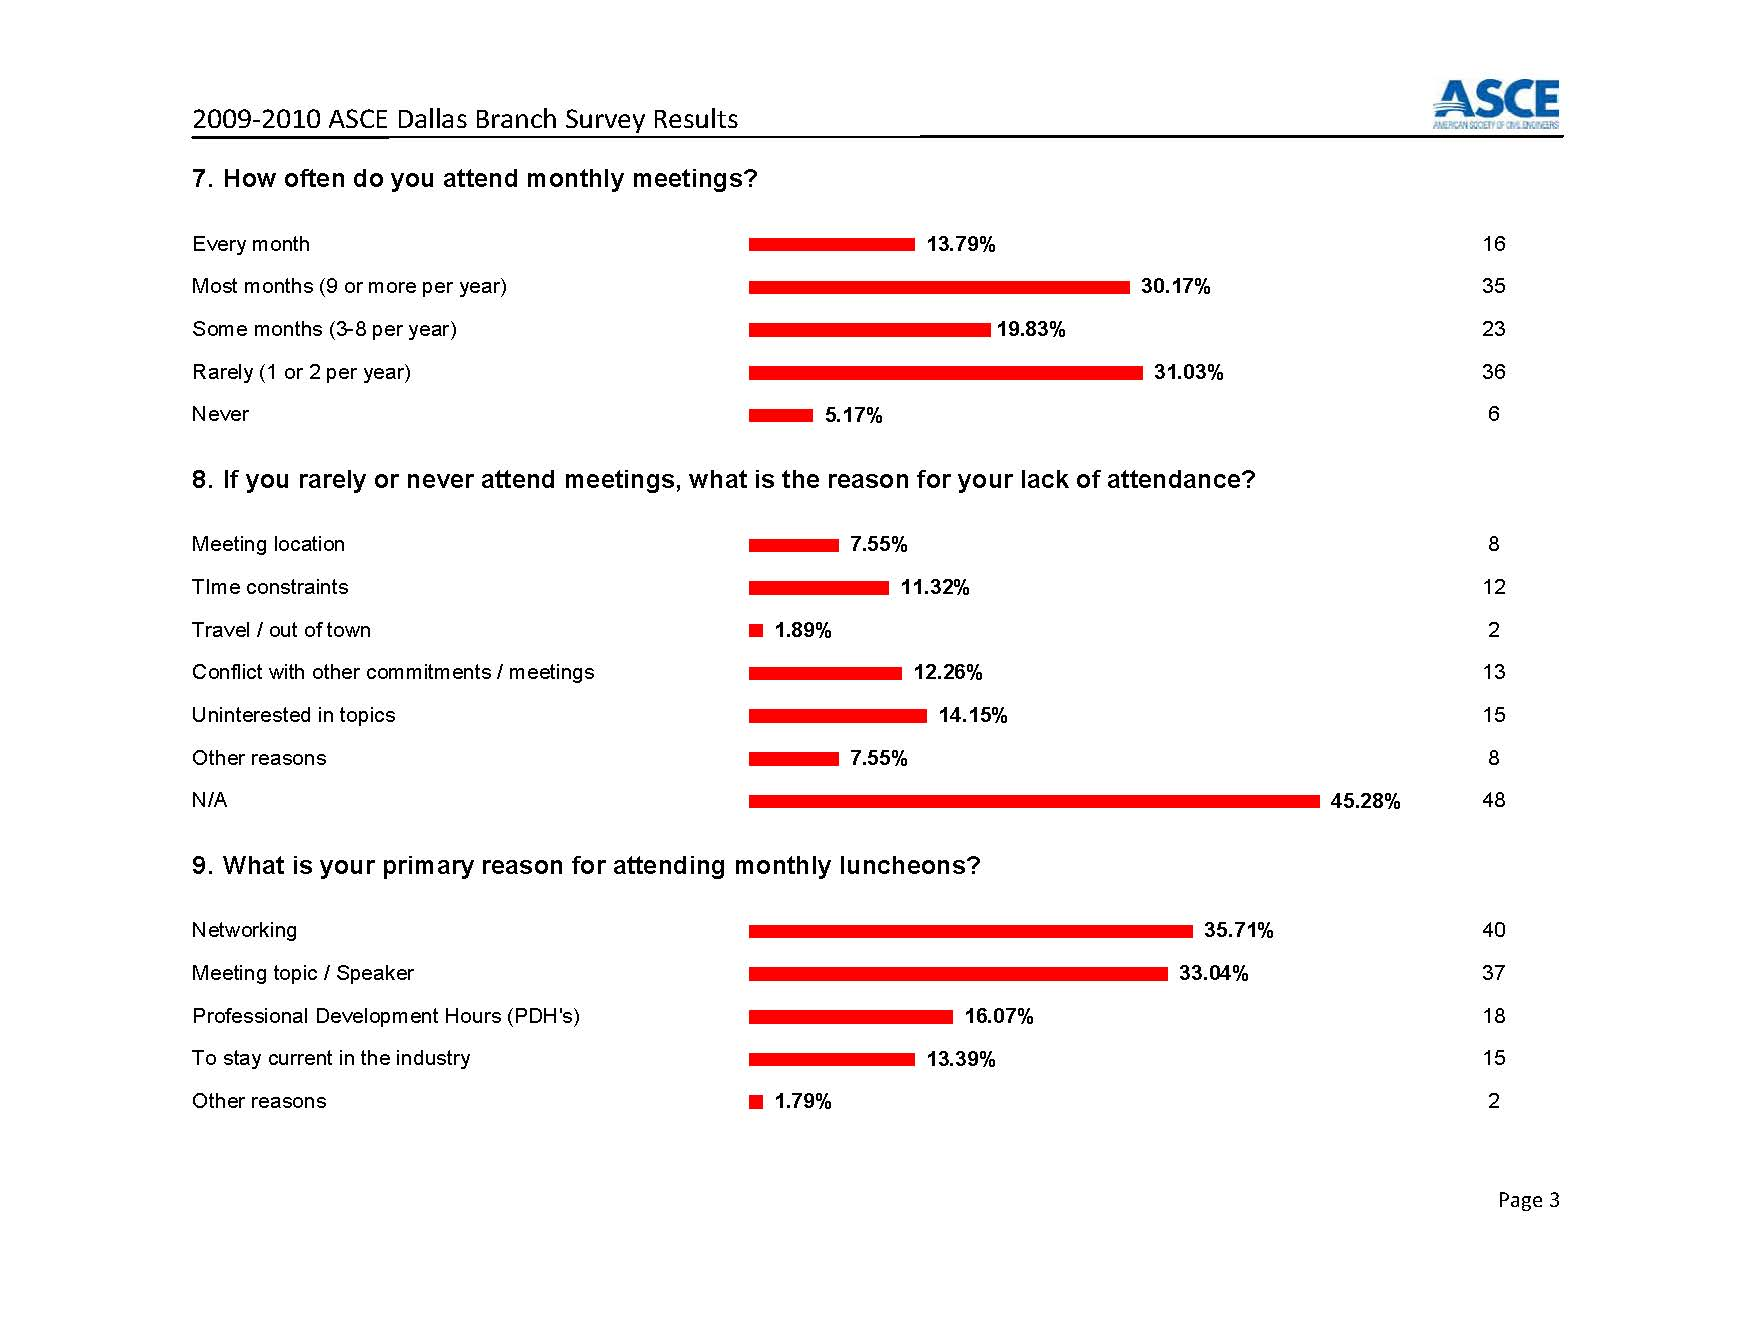 2009-2010 ASCE Dallas Branch Survey Results
ASCE
AMERICAN SOCIETY OF CIVIL ENGINEERS
7. How often do you attend monthly meetings?
Every month 13.79% 16
Most months (9 or more per year) 30.17% 35
Some months (3-8 per year) 19.83% 23
Rarely (1 or 2 per year) 31.03% 36
Never 5.17% 6
8. If you rarely or never attend meetings, what is the reason for your lack of attendance?
Meeting location 7.55% 8
TIme constraints 11.32% 12
Travel / out of town 1.89% 2
Conflict with other commitments / meetings 12.26% 13
Uninterested in topics 14.15% 15
Other reasons 7.55% 8
N/A 45.28% 48
9. What is your primary reason for attending monthly luncheons?
Networking 35.71% 40
Meeting topic / Speaker 33.04% 37
Professional Development Hours (PDH's) 16.07% 18
To stay current in the industry 13.39% 15
Other reasons 1.79% 2
Page 3